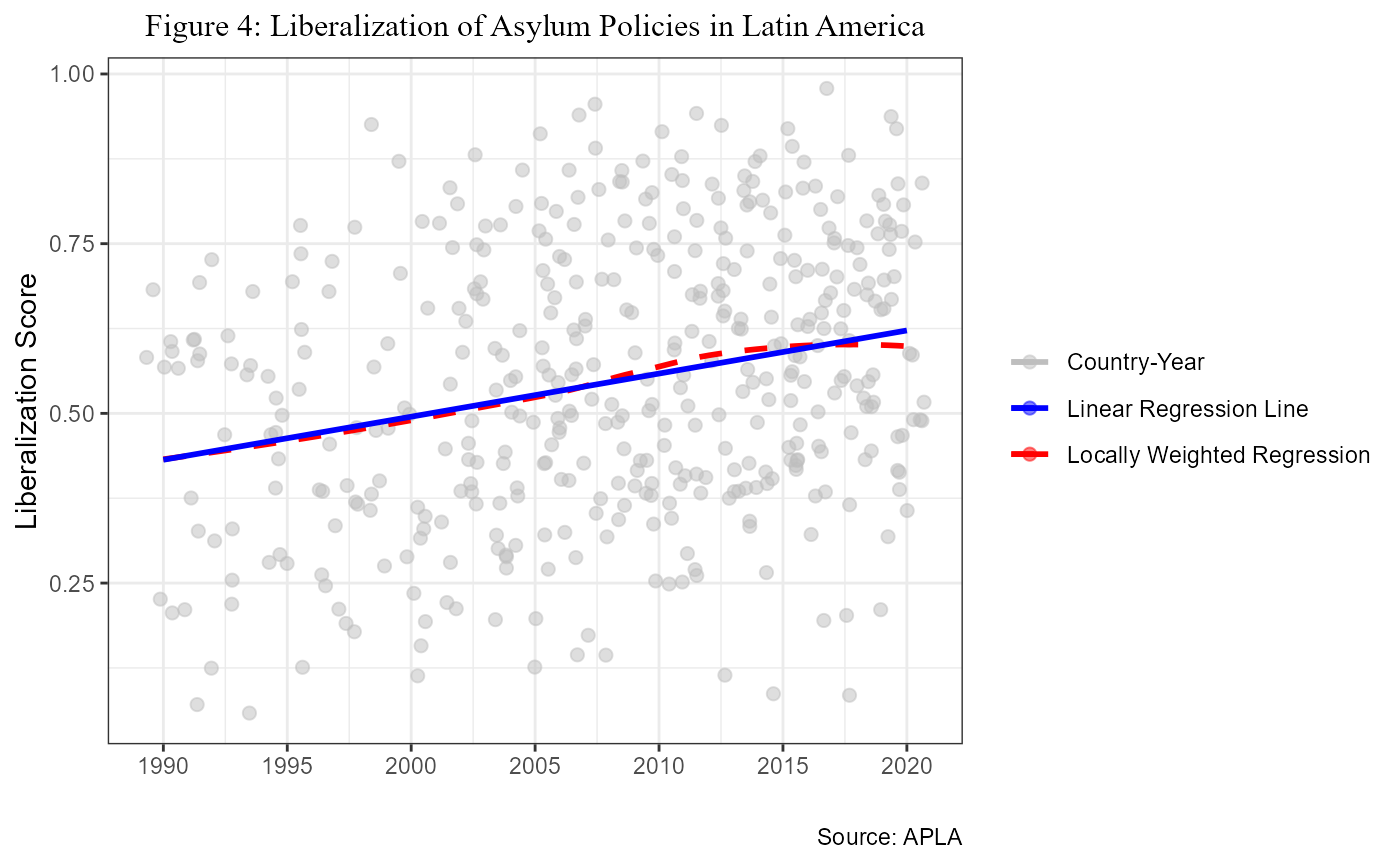 Figure 4: Liberalization of Asylum Policies in Latin America
1.00
0.75
0.50
0.25
Liberalization Score
1990 1995 2000 2005 2010 2015 2020
Country-Year
Linear Regression Line
Locally Weighted Regression
Source: APLA